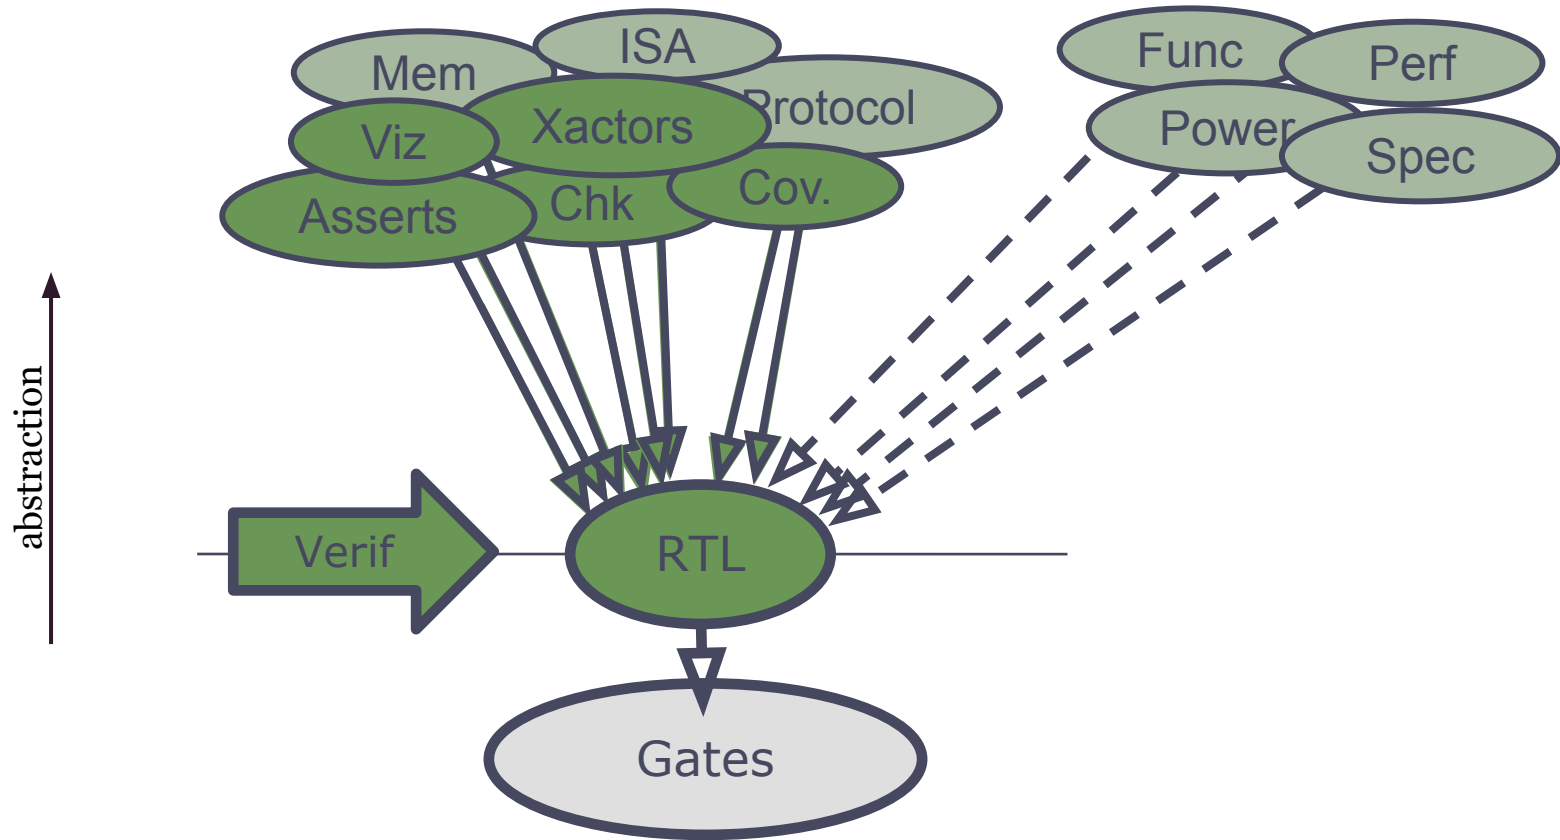 Mem
ISA
Protocol
Viz
Xactors
Asserts
Chk
Cov.
Func
Perf
Power
Spec
abstraction
Verif
RTL
Gates